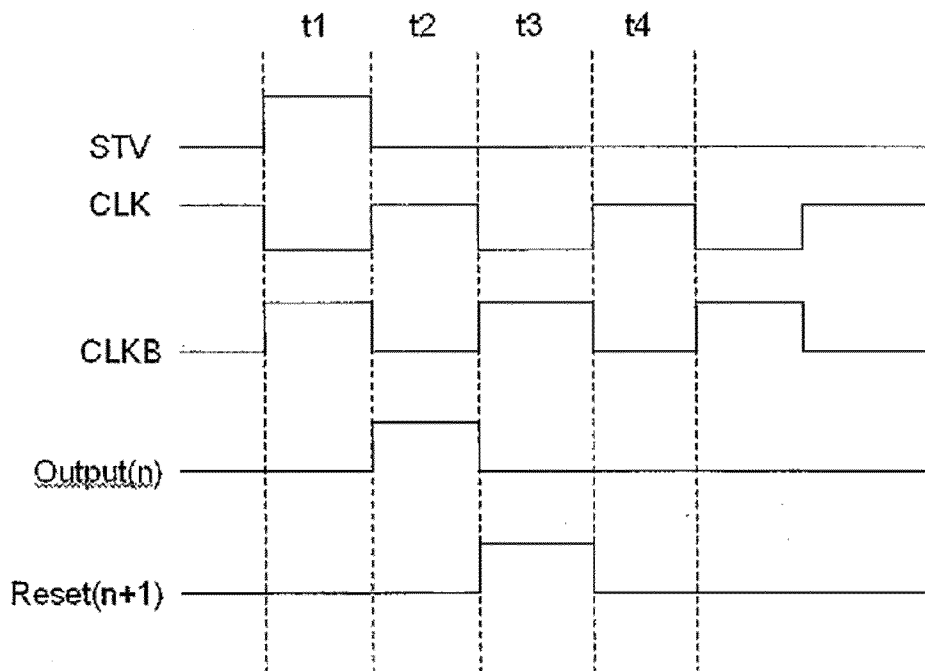 t1 t2 t3 t4
STV
CLK
CLKB
Output(n)
Reset(n+1)